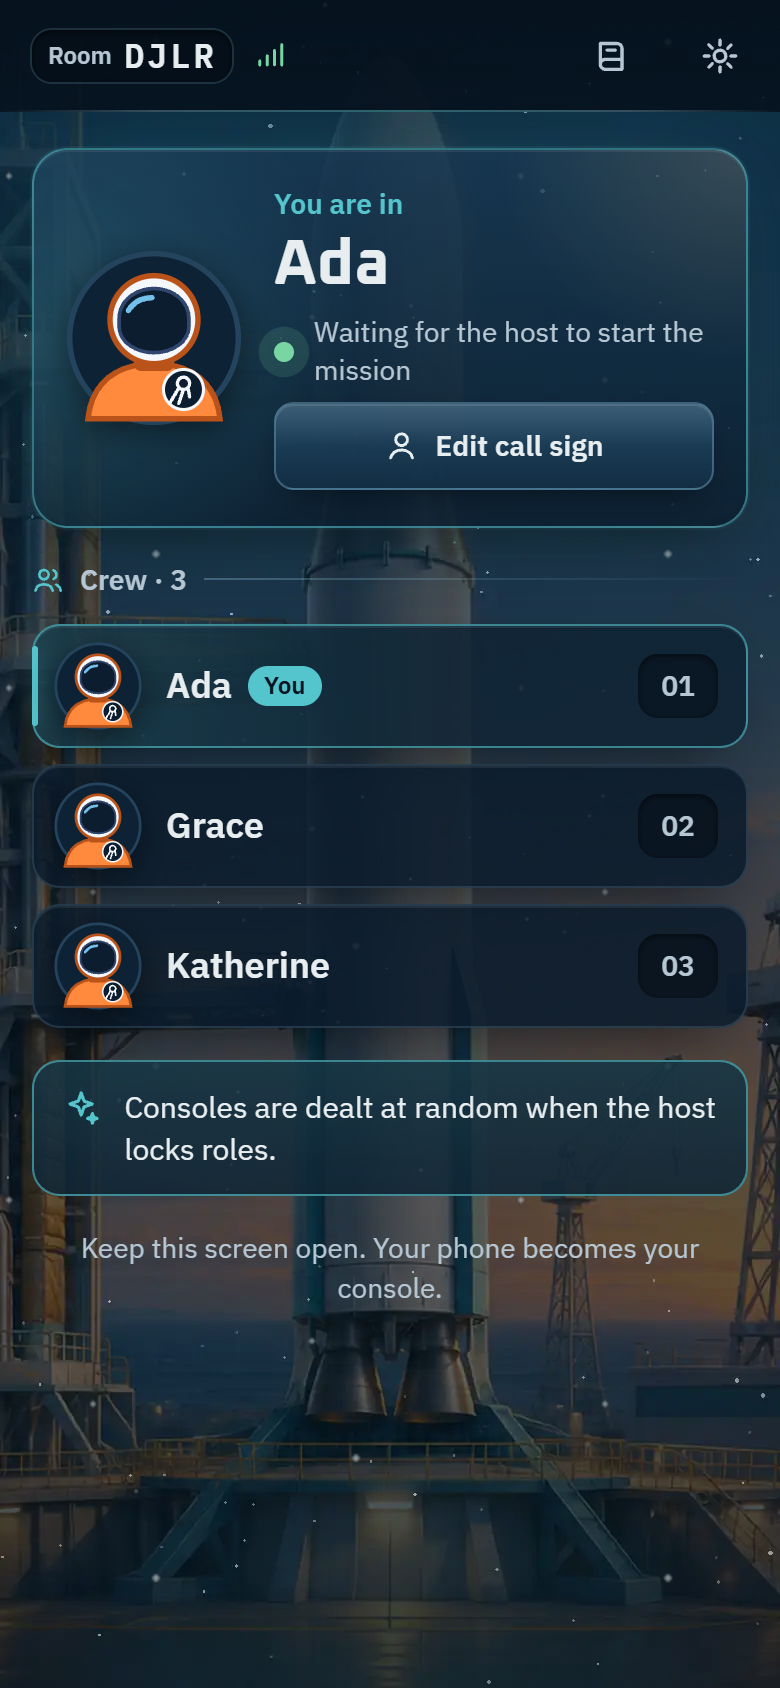 Room DJLR
You are in
Ada
Waiting for the host to start the
mission
Edit call sign
Crew · 3
Ada You 01
Grace 02
Katherine 03
Consoles are dealt at random when the host
locks roles.
Keep this screen open. Your phone becomes your
console.